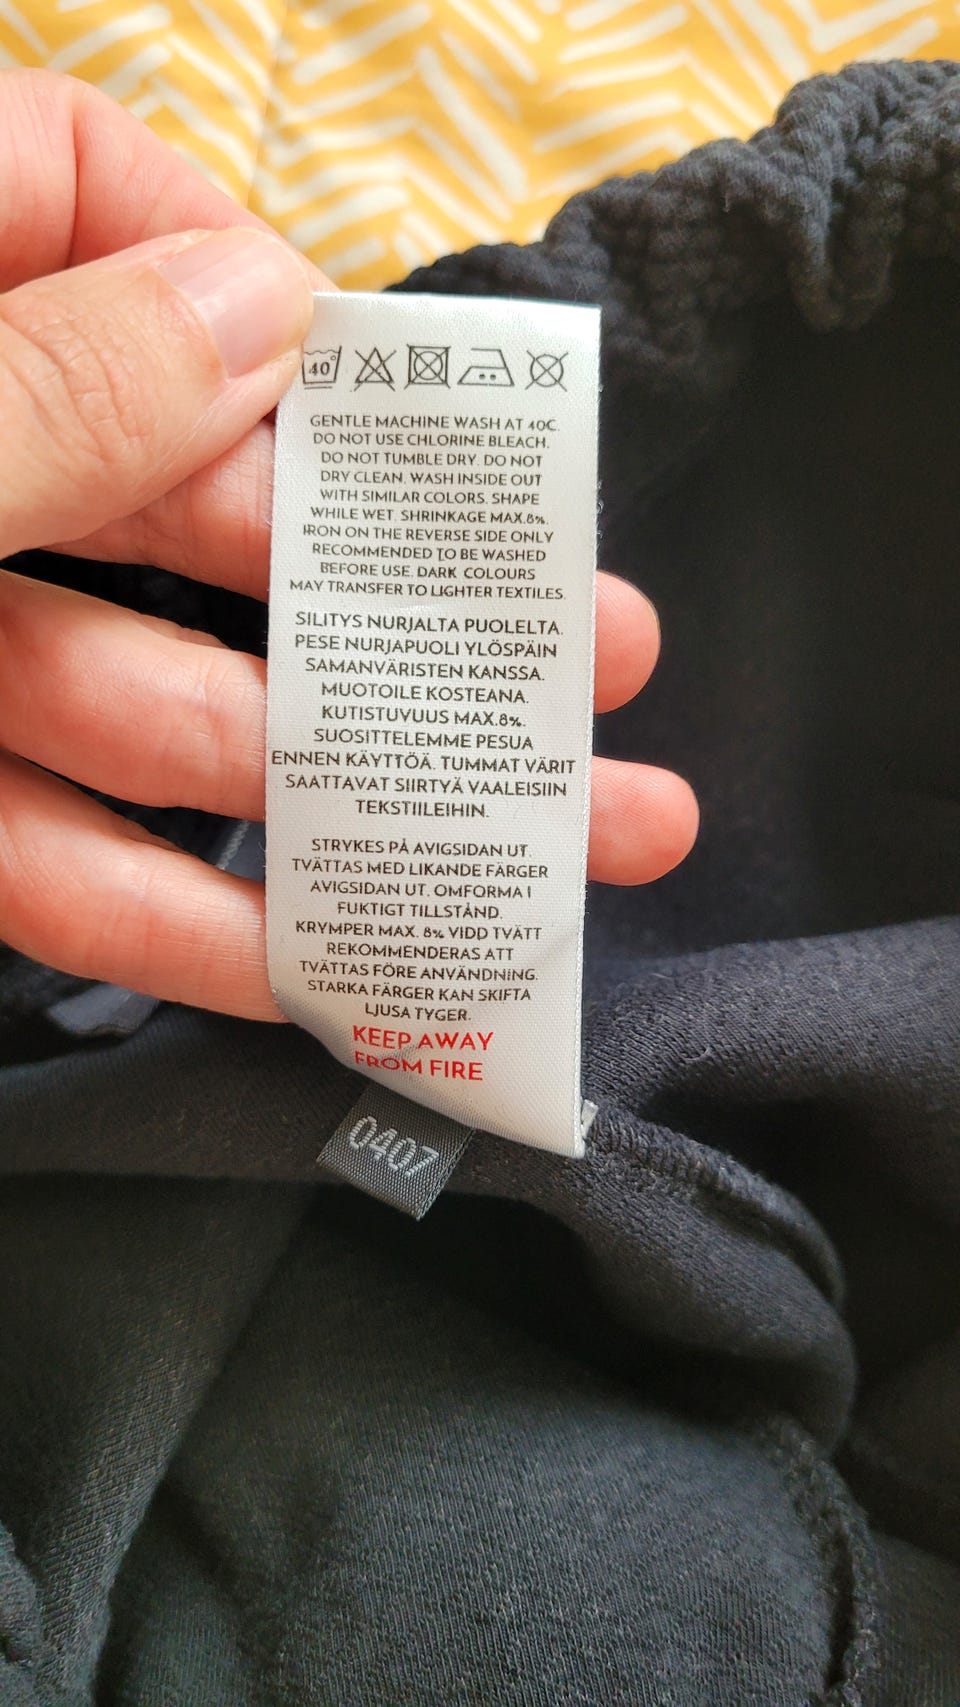 40°
GENTLE MACHINE WASH AT 40C.
DO NOT USE CHLORINE BLEACH.
DO NOT TUMBLE DRY. DO NOT
DRY CLEAN. WASH INSIDE OUT
WITH SIMILAR COLORS. SHAPE
WHILE WET. SHRINKAGE MAX.8%.
IRON ON THE REVERSE SIDE ONLY
RECOMMENDED TO BE WASHED
BEFORE USE. DARK COLOURS
MAY TRANSFER TO LIGHTER TEXTILES.
SILITYS NURJALTA PUOLELTA.
PESE NURJAPUOLI YLÖSPÄIN
SAMANVÄRISTEN KANSSA.
MUOTOILE KOSTEANA.
KUTISTUVUUS MAX.8%.
SUOSITTELEMME PESUA
ENNEN KÄYTTÖÄ. TUMMAT VÄRIT
SAATTAVAT SIIRTYÄ VAALEISIIN
TEKSTIILEIHIN.
STRYKES PÅ AVIGSIDAN UT.
TVÄTTAS MED LIKANDE FÄRGER
AVIGSIDAN UT. OMFORMA I
FUKTIGT TILLSTÅND.
KRYMPER MAX. 8% VIDD TVÄTT
REKOMMENDERAS ATT
TVÄTTAS FÖRE ANVÄNDNING.
STARKA FÄRGER KAN SKIFTA
LJUSA TYGER.
KEEP AWAY
FROM FIRE
0407